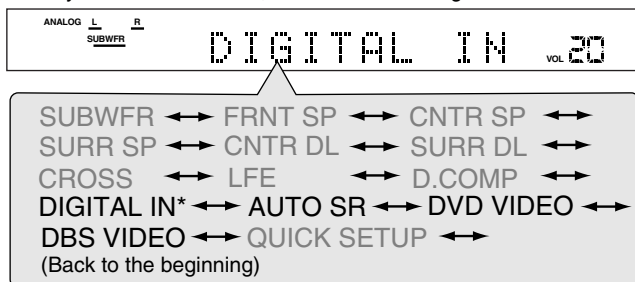 ANALOG L R
SUBWFR
DIGITAL IN VOL 20
SUBWFR ↔ FRNT SP ↔ CNTR SP ↔
SURR SP ↔ CNTR DL ↔ SURR DL ↔
CROSS ↔ LFE ↔ D.COMP ↔
DIGITAL IN* ↔ AUTO SR ↔ DVD VIDEO ↔
DBS VIDEO ↔ QUICK SETUP ↔
(Back to the beginning)